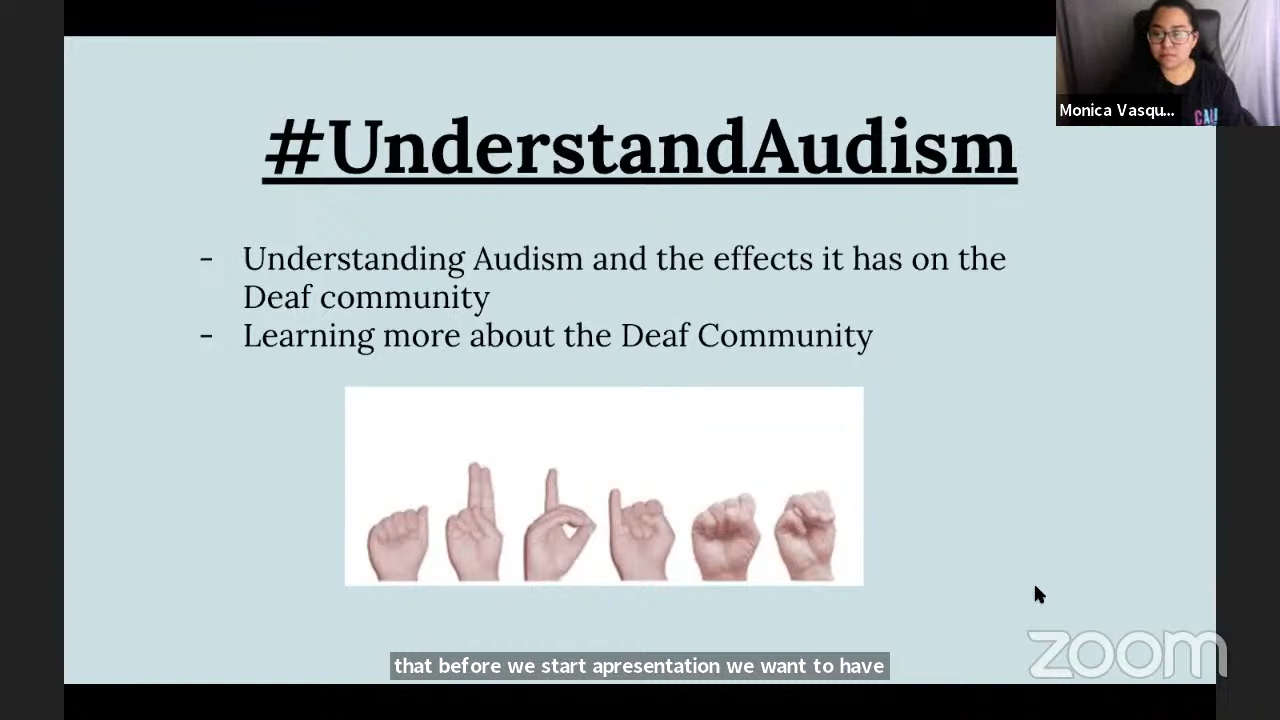 #UnderstandAudism
Monica Vasqu...
- Understanding Audism and the effects it has on the
Deaf community
- Learning more about the Deaf Community
that before we start apresentation we want to have
zoom